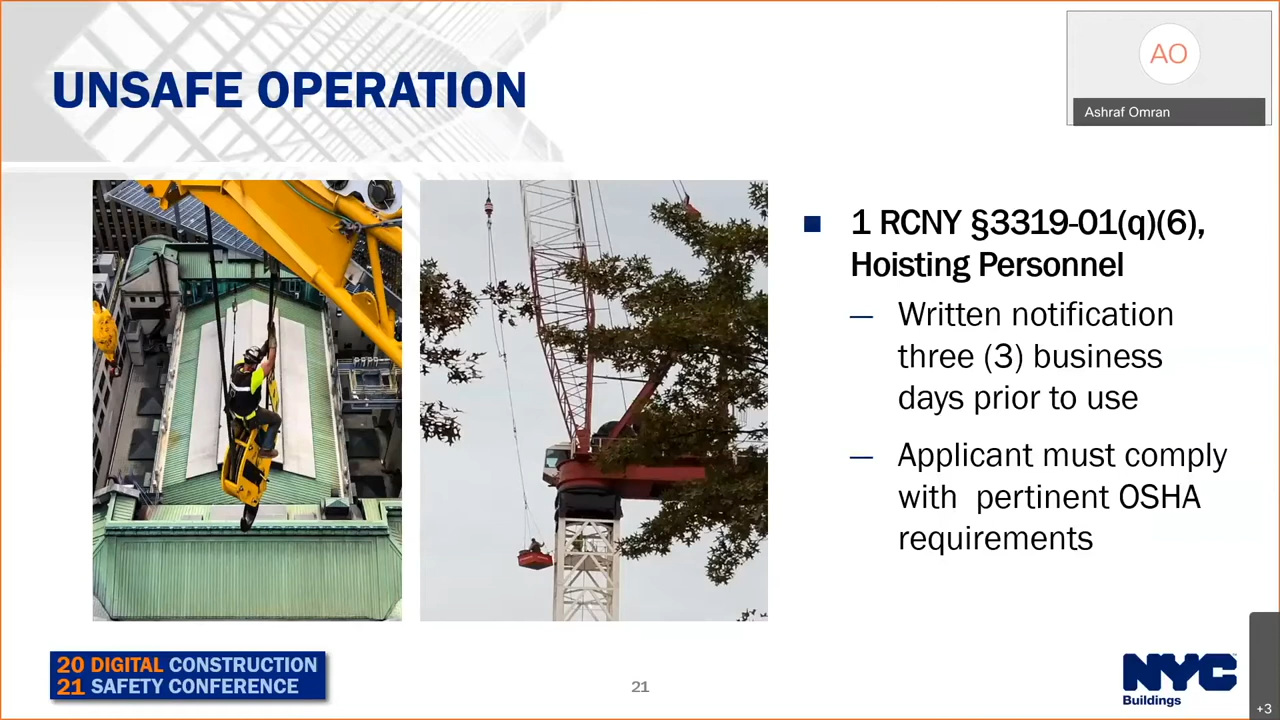 UNSAFE OPERATION
AO
Ashraf Omran
1 RCNY §3319-01(q)(6),
Hoisting Personnel
— Written notification
three (3) business
days prior to use
— Applicant must comply
with pertinent OSHA
requirements
20 DIGITAL CONSTRUCTION
21 SAFETY CONFERENCE
21
NYC
Buildings
+3